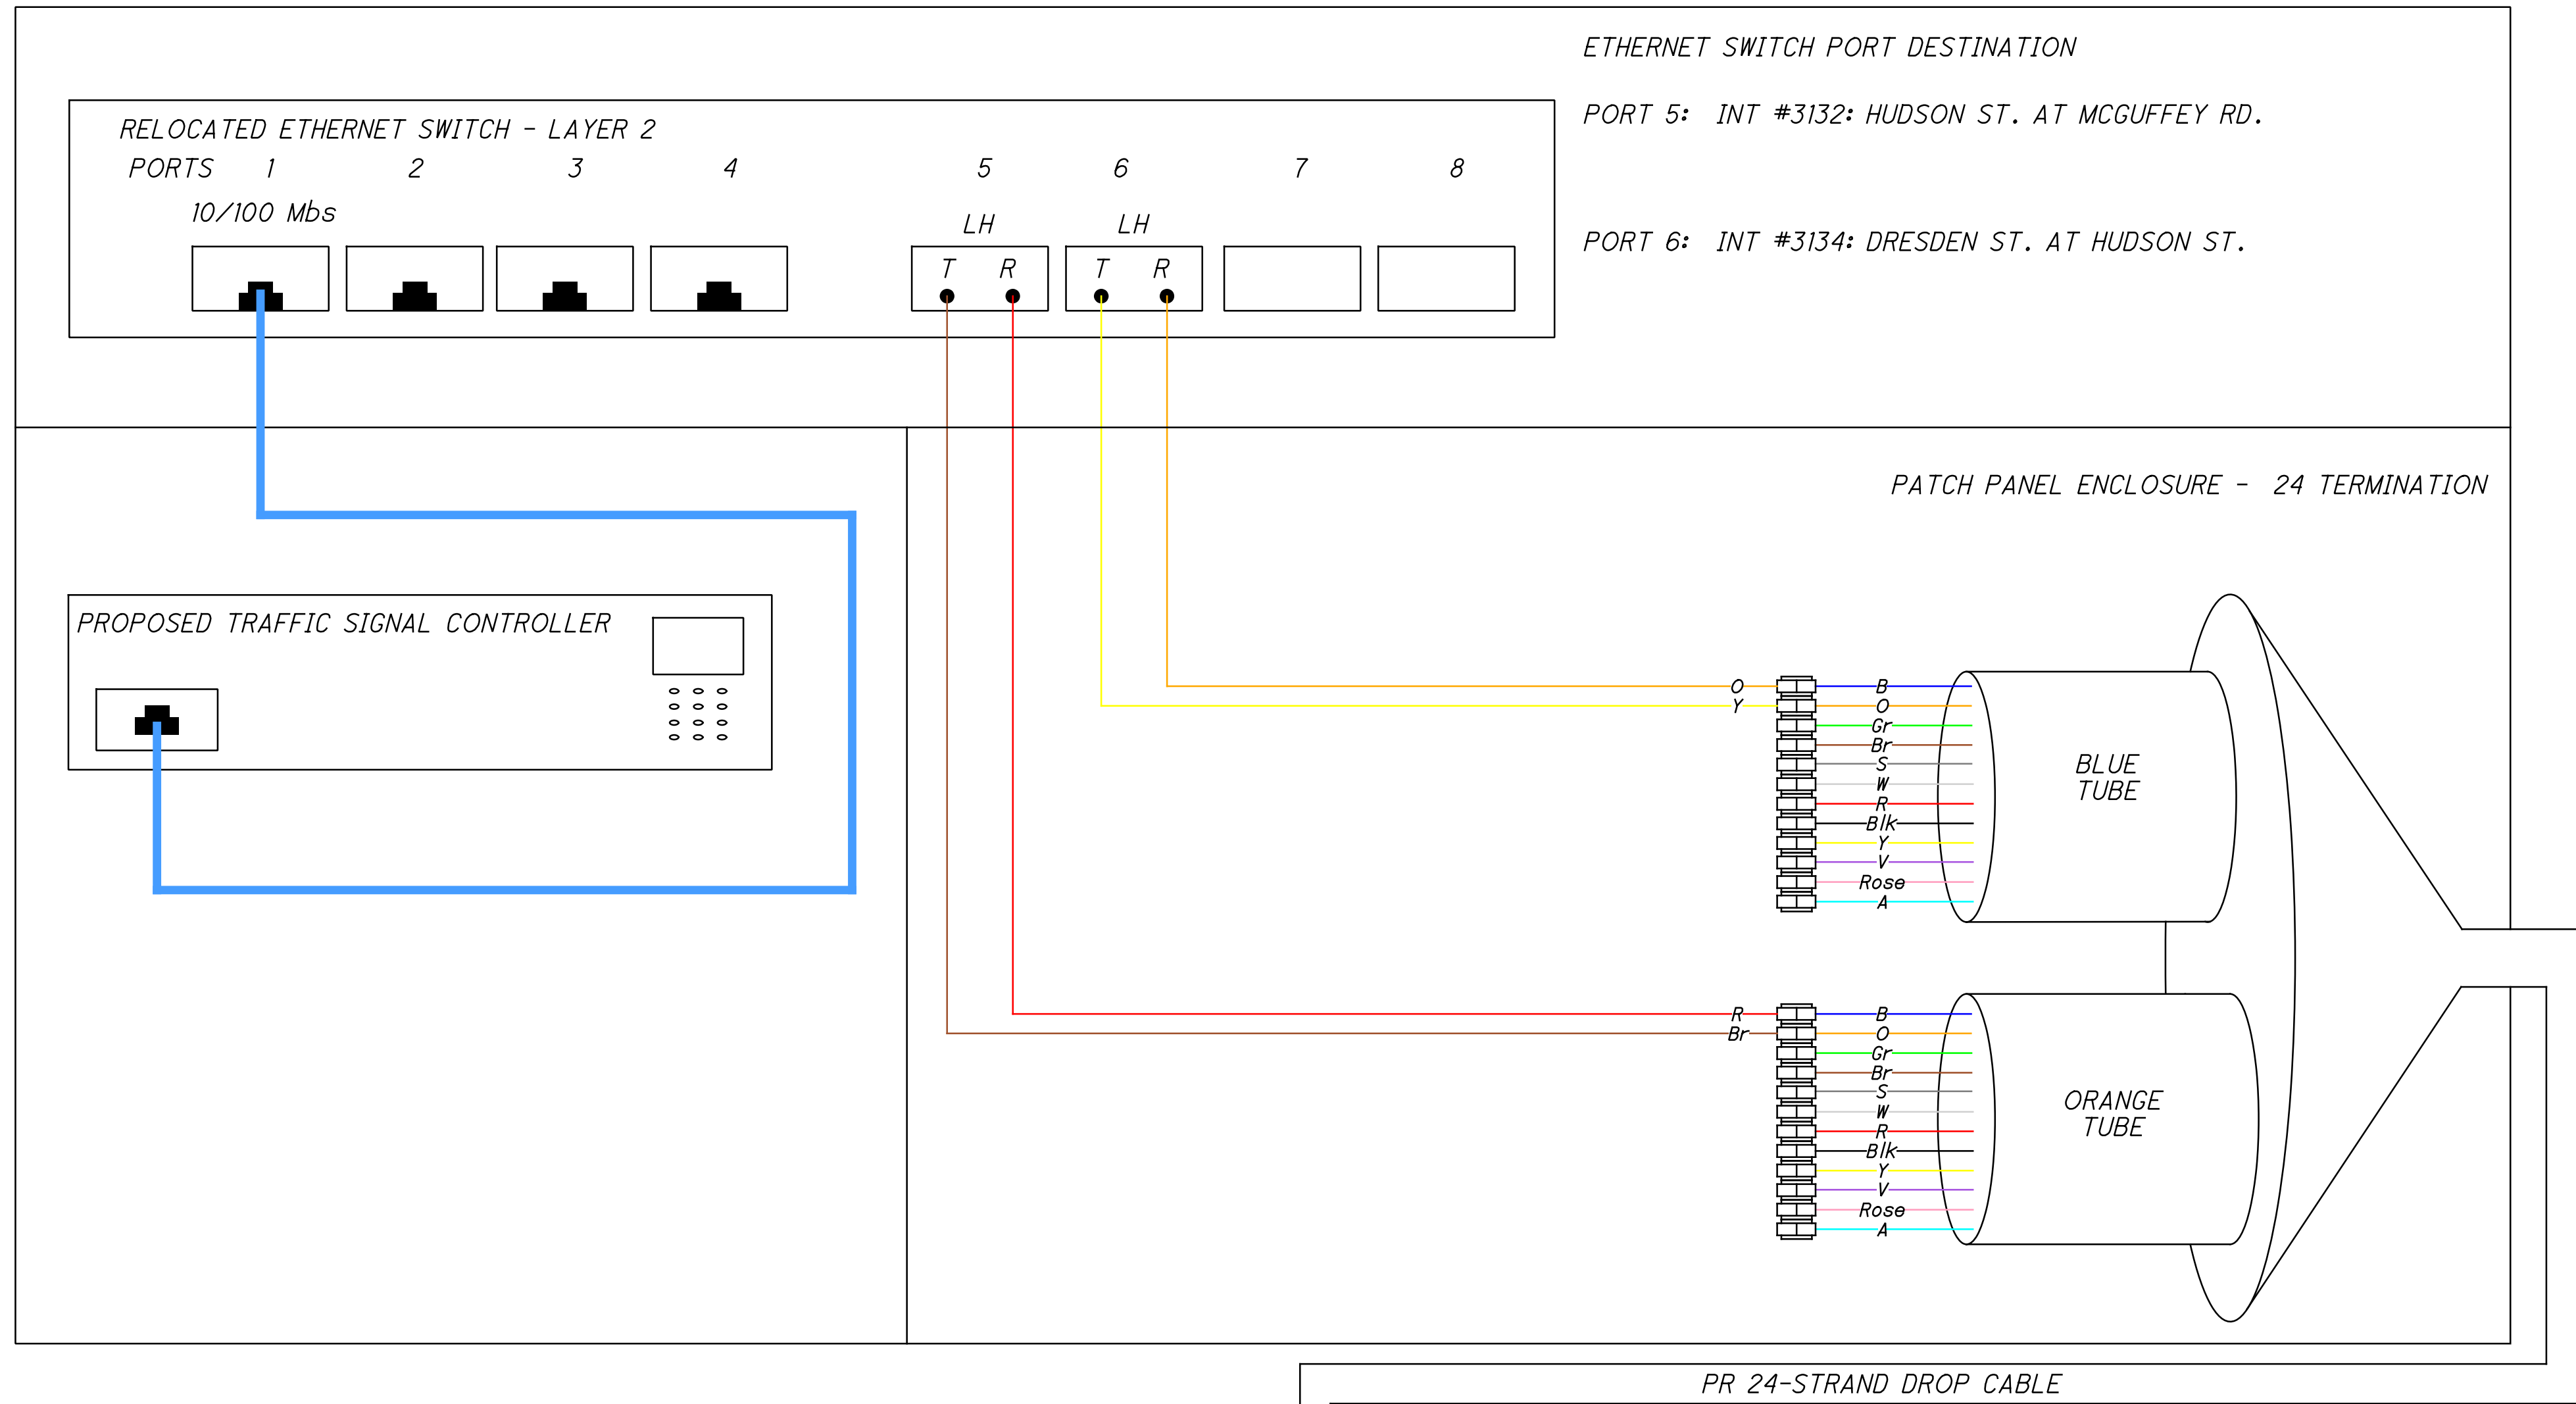 ETHERNET SWITCH PORT DESTINATION
PORT 5: INT #3132: HUDSON ST. AT MCGUFFEY RD.
PORT 6: INT #3134: DRESDEN ST. AT HUDSON ST.
RELOCATED ETHERNET SWITCH - LAYER 2
PORTS 1 2 3 4 5 6 7 8
10/100 Mbs
LH LH
T R T R
PATCH PANEL ENCLOSURE - 24 TERMINATION
PROPOSED TRAFFIC SIGNAL CONTROLLER
O B
Y O
Gr
Br
S
W
R
Blk
Y
V
Rose
A
BLUE
TUBE
R B
Br O
Gr
Br
S
W
R
Blk
Y
V
Rose
A
ORANGE
TUBE
PR 24-STRAND DROP CABLE